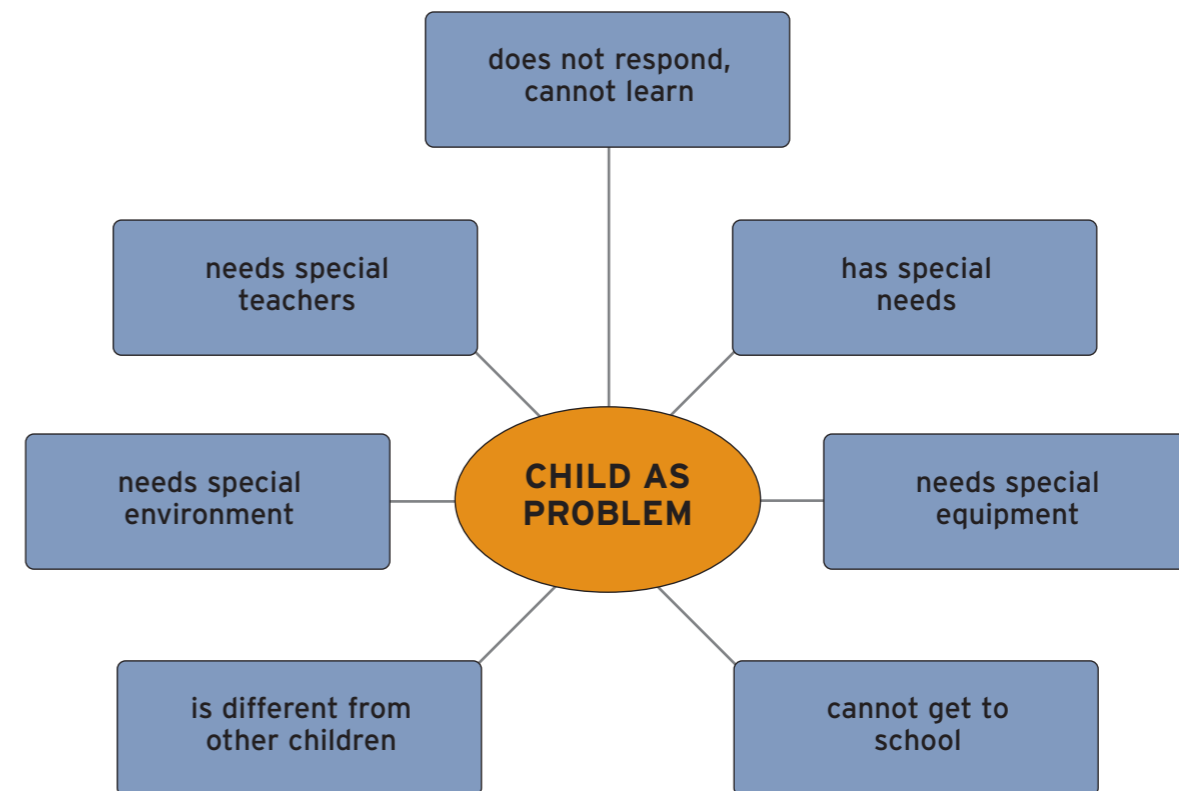 does not respond,
cannot learn
needs special
teachers
has special
needs
needs special
environment
CHILD AS
PROBLEM
needs special
equipment
is different from
other children
cannot get to
school